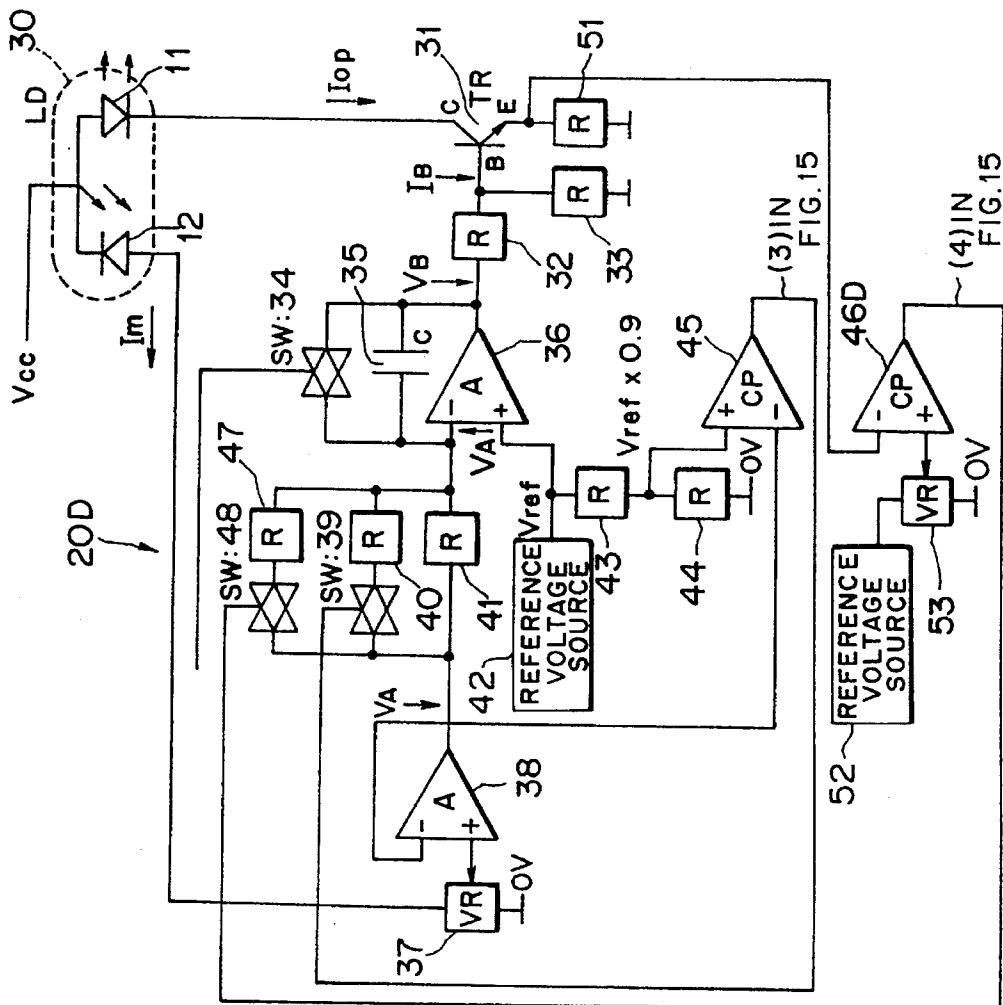 30
LD
11
12
Vcc
Im
Iop
31
C
TR
E
B
IB
R
51
R
33
R
32
VB
35
C
SW:34
A
-
+
36
VA
47
R
SW:48
SW:39
R
40
R
41
20D
VA
A
-
+
38
VR
37
0V
42
REFERENCE
VOLTAGE
SOURCE
Vref
R
43
Vref x 0.9
R
44
0V
45
CP
+
-
(3)IN
FIG.15
46D
CP
-
+
(4)IN
FIG.15
VR
53
0V
52
REFERENCE
VOLTAGE
SOURCE